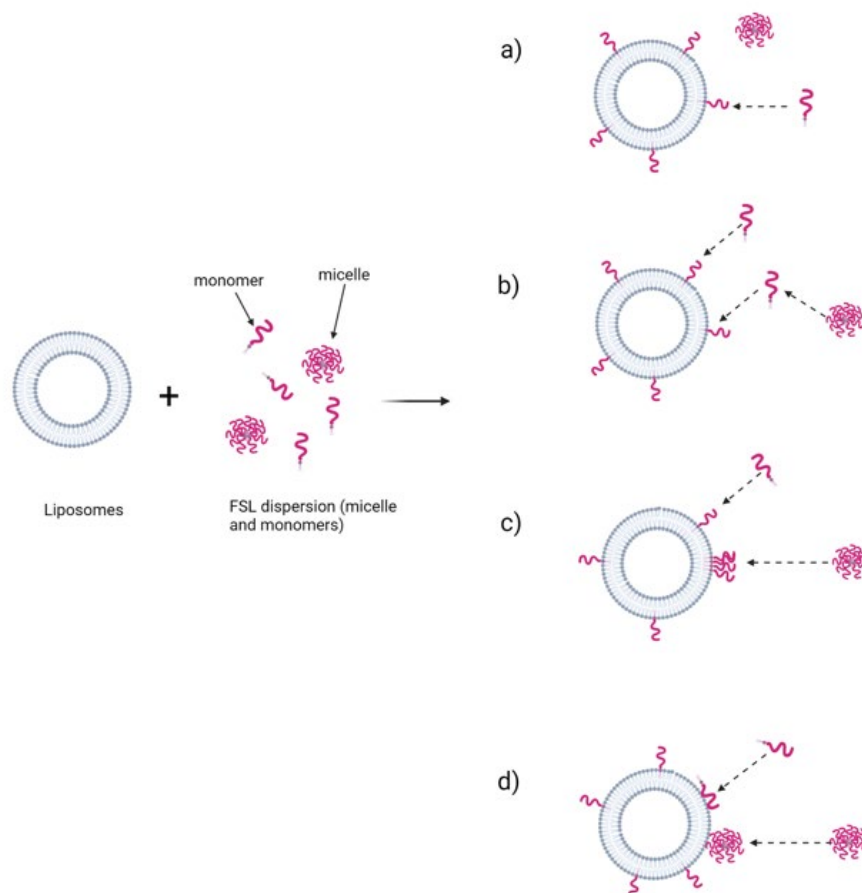 a)
b)
monomer
micelle
+
Liposomes
FSL dispersion (micelle
and monomers)
c)
d)